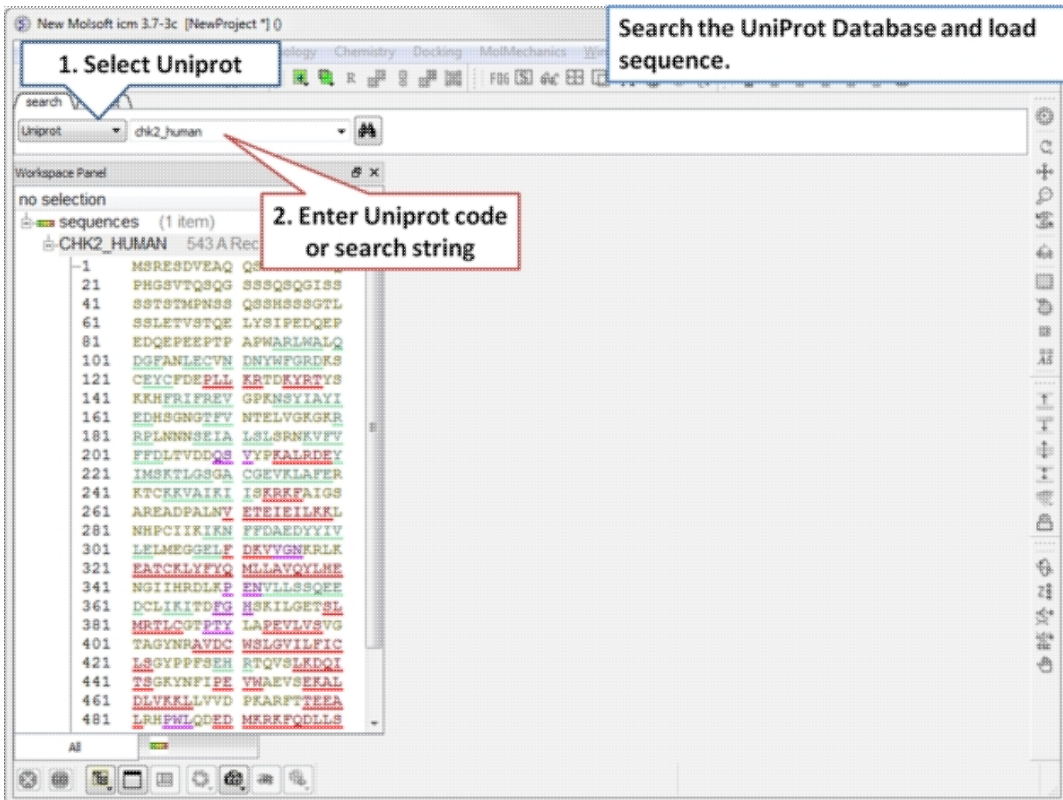 New Molsoft icm 3.7-3c [NewProject *] ()
Search the UniProt Database and load
sequence.
Chemistry Docking MolMechanics
1. Select Uniprot
R
FOG
search
Uniprot chk2_human
Workspace Panel
no selection
2. Enter Uniprot code
or search string
sequences (1 item)
CHK2_HUMAN 543 A Rec
1 MSRESDVEAQ
21 PHGSVTQSQG SSSQSQGISS
41 SSTSTMPNSS QSSHSSSGTL
61 SSLETVSTQE LYSIPEDQEP
81 EDQEPEEPTP APWARLWALQ
101 DGFANLECVN DNYWFGRDKS
121 CEYCFDEPLL KRTDKYRTYS
141 KKHFRIFREV GPKNSYIAYI
161 EDHSGNGTFV NTELVGKGKR
181 RPLNNNSEIA LSLSRNKVFV
201 FFDLTVDDQS VYPKALRDEY
221 IMSKTLGSGA CGEVKLAFER
241 KTCKKVAIKI ISKRKFAIGS
261 AREADPALNV ETEIEILKKL
281 NHPCIIKIKN FFDAEDYYIV
301 LELMEGGELF DKVVGNKRLK
321 EATCKLYFYQ MLLAVQYLHE
341 NGIIHRDLKP ENVLLSSQEE
361 DCLIKITDFG HSKILGETSL
381 MRTLCGTPTY LAPEVLVSVG
401 TAGYNRAVDC WSLGVILFIC
421 LSGYPPFSEH RTQVSLKDQI
441 TSGKYNFIPE VWAEVSEKAL
461 DLVKKLLVVD PKARFTTEEA
481 LRHPWLQDED MKRKFQDLLS
All